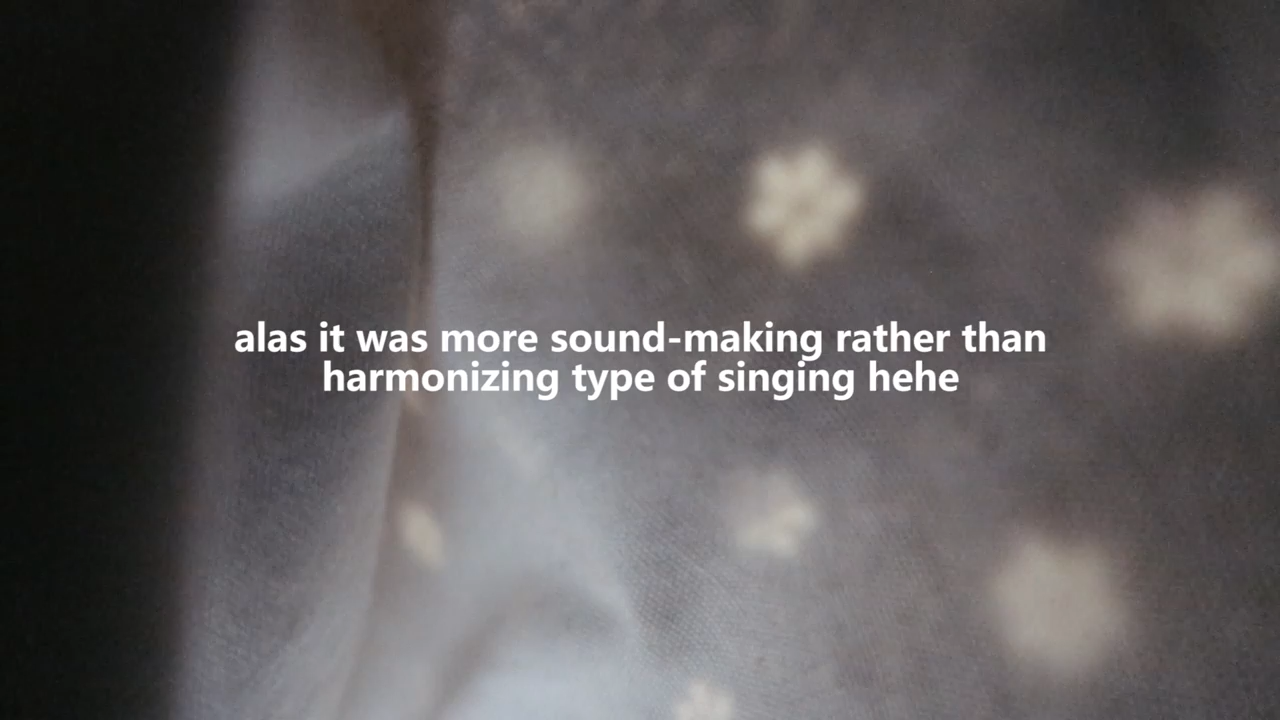 alas it was more sound-making rather than
harmonizing type of singing hehe